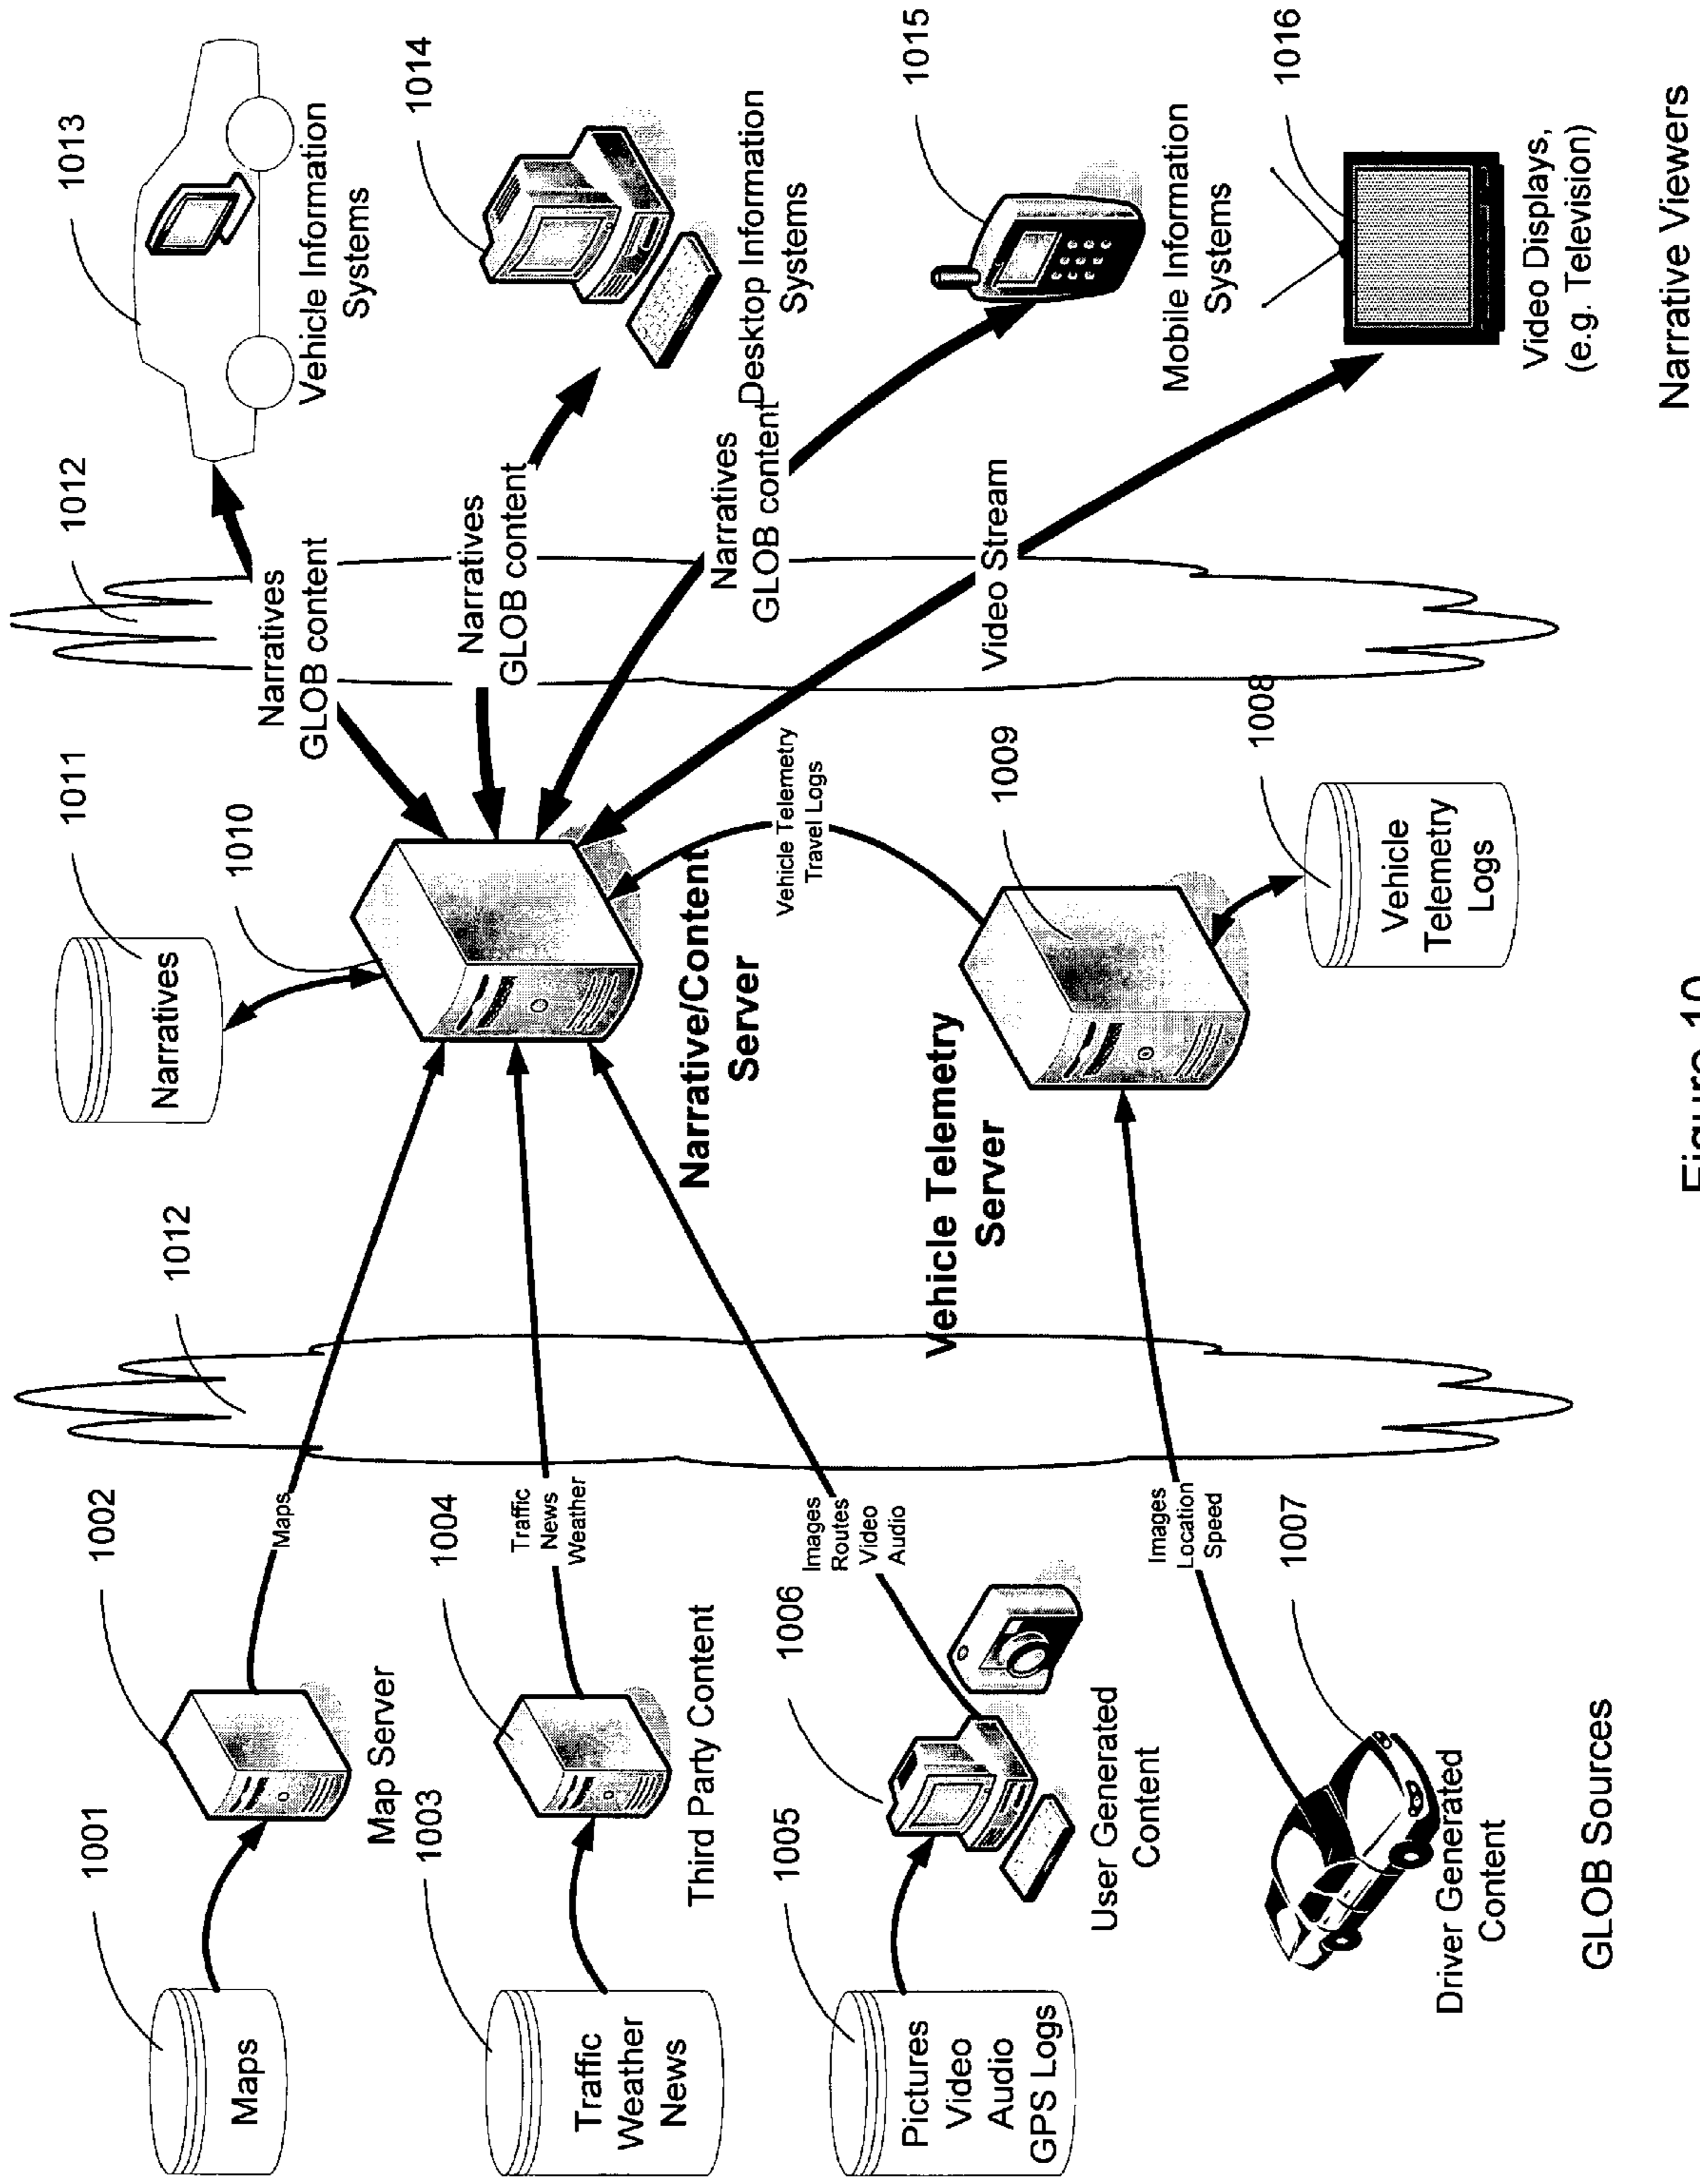 1001
Maps
1002
Map Server
Maps
1003
Traffic
Weather
News
1004
Third Party Content
Traffic
News
Weather
1005
Pictures
Video
Audio
GPS Logs
1006
User Generated
Content
Images
Routes
Video
Audio
1007
Driver Generated
Content
Images
Location
Speed
GLOB Sources
1012
1011
Narratives
1010
Narrative/Content
Server
Vehicle Telemetry
Travel Logs
Vehicle Telemetry
Server
1009
1008
Vehicle
Telemetry
Logs
1012
Narratives
GLOB content
Narratives
GLOB content
Narratives
GLOB content
Video Stream
1013
Vehicle Information
Systems
1014
Desktop Information
Systems
1015
Mobile Information
Systems
1016
Video Displays,
(e.g. Television)
Narrative Viewers
Figure 10